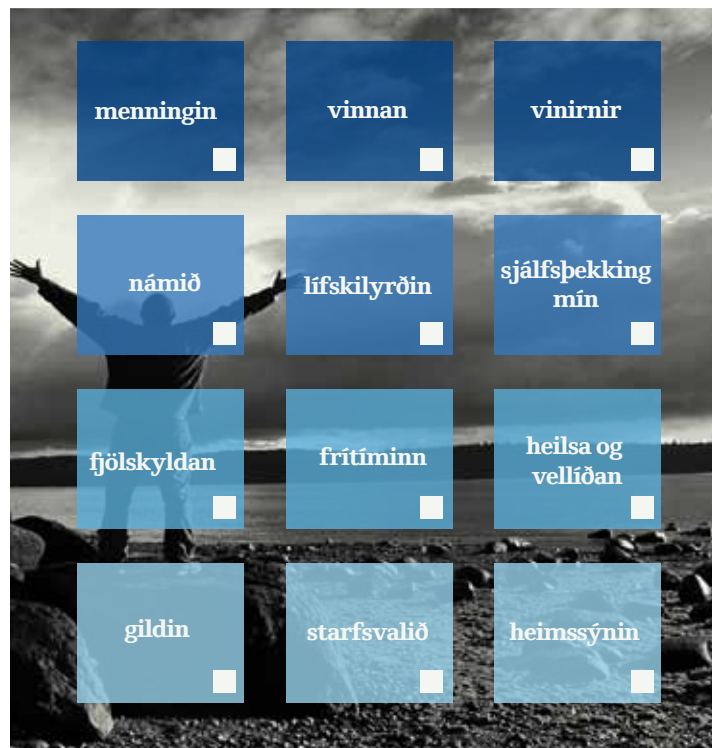 menningin
vinnan
vinirnir
námið
lífskilyrðin
sjálfsþekking
mín
fjölskyldan
frítíminn
heilsa og
vellíðan
gildin
starfsvalið
heimssýnin